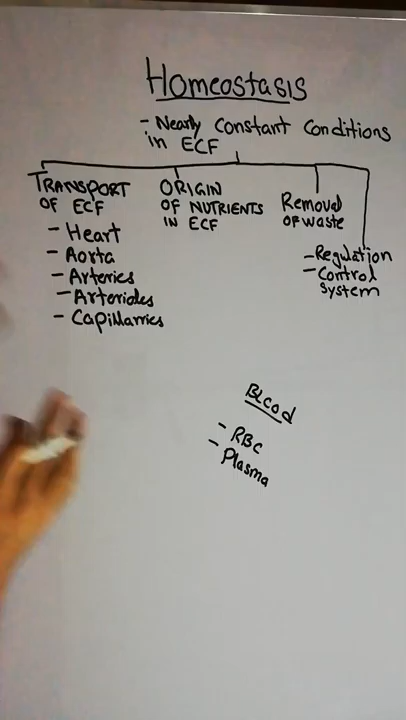 Homeostasis
- Nearly Constant Conditions
in ECF
TRANSPORT
OF ECF
- Heart
- Aorta
- Arteries
- Arterioles
- Capillarries
ORIGIN
OF NUTRIENTS
IN ECF
Removal
OF waste
- Regulation
- Control
System
Blood
- RBC
- Plasma